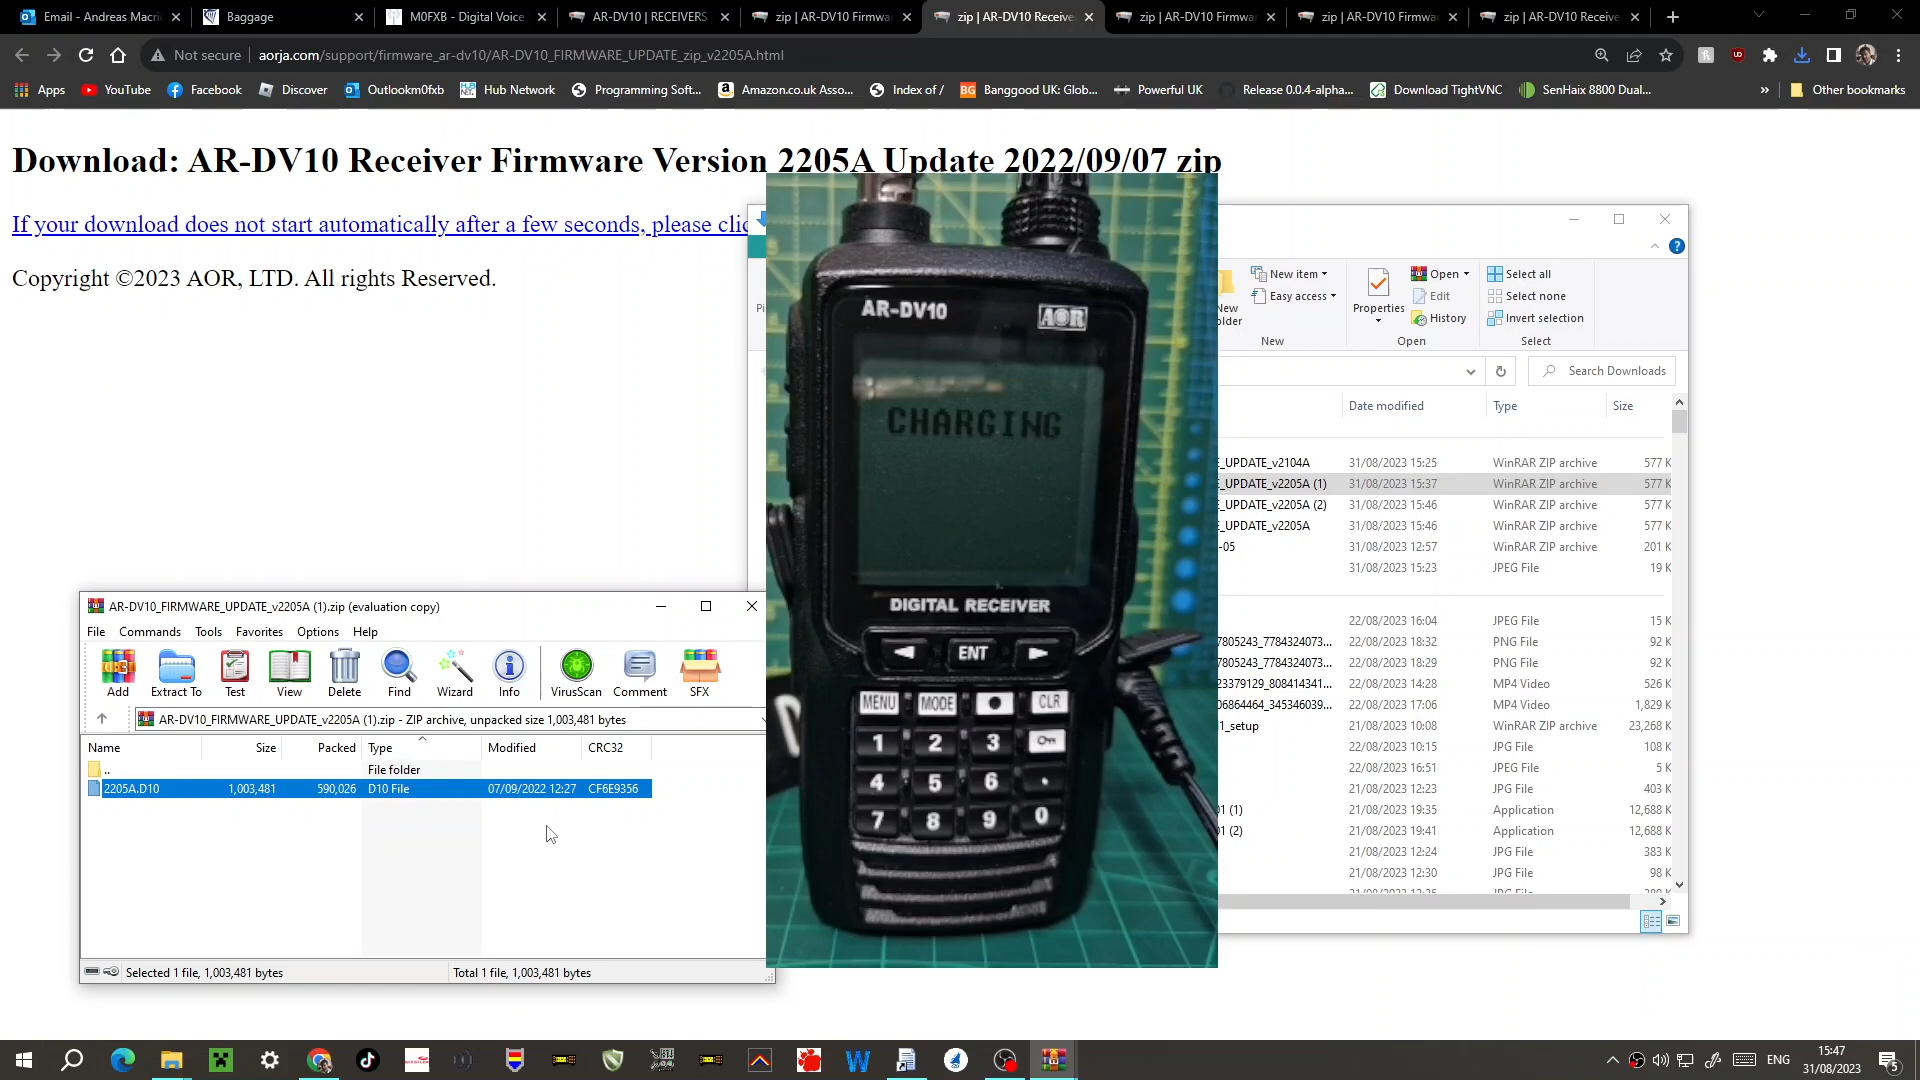 Email - Andreas Macri
Baggage
M0FXB - Digital Voice
AR-DV10 | RECEIVERS
zip | AR-DV10 Firmwa
zip | AR-DV10 Receive
zip | AR-DV10 Firmwa
zip | AR-DV10 Firmwa
zip | AR-DV10 Receive
Not secure
aorja.com/support/firmware_ar-dv10/AR-DV10_FIRMWARE_UPDATE_zip_v2205A.html
Apps
YouTube
Facebook
Discover
Outlookm0fxb
Hub Network
Programming Soft...
Amazon.co.uk Asso...
Index of /
Banggood UK: Glob...
Powerful UK
Release 0.0.4-alpha...
Download TightVNC
SenHaix 8800 Dual...
»
Other bookmarks
Download: AR-DV10 Receiver Firmware Version 2205A Update 2022/09/07 zip
If your download does not start automatically after a few seconds, please clic
Copyright ©2023 AOR, LTD. All rights Reserved.
AR-DV10
AOR
CHARGING
DIGITAL RECEIVER
ENT
MENU
MODE
CLR
1 2 3
4 5 6 .
7 8 9 0
New item
Easy access
New
Properties
Open
Edit
History
Open
Select all
Select none
Invert selection
Select
Search Downloads
Date modified Type Size
E_UPDATE_v2104A 31/08/2023 15:25 WinRAR ZIP archive 577 K
E_UPDATE_v2205A (1) 31/08/2023 15:37 WinRAR ZIP archive 577 K
E_UPDATE_v2205A (2) 31/08/2023 15:46 WinRAR ZIP archive 577 K
E_UPDATE_v2205A 31/08/2023 15:46 WinRAR ZIP archive 577 K
-05 31/08/2023 12:57 WinRAR ZIP archive 201 K
31/08/2023 15:23 JPEG File 19 K
22/08/2023 16:04 JPEG File 15 K
7805243_7784324073... 22/08/2023 18:32 PNG File 92 K
7805243_7784324073... 22/08/2023 18:29 PNG File 92 K
23379129_808414341... 22/08/2023 14:28 MP4 Video 526 K
06864464_345346039... 22/08/2023 17:06 MP4 Video 1,829 K
1_setup 21/08/2023 10:08 WinRAR ZIP archive 23,268 K
22/08/2023 10:15 JPG File 108 K
22/08/2023 16:51 JPEG File 5 K
21/08/2023 12:23 JPG File 403 K
01 (1) 21/08/2023 19:35 Application 12,688 K
01 (2) 21/08/2023 19:41 Application 12,688 K
21/08/2023 12:24 JPG File 383 K
21/08/2023 12:30 JPG File 98 K
AR-DV10_FIRMWARE_UPDATE_v2205A (1).zip (evaluation copy)
File Commands Tools Favorites Options Help
Add Extract To Test View Delete Find Wizard Info VirusScan Comment SFX
AR-DV10_FIRMWARE_UPDATE_v2205A (1).zip - ZIP archive, unpacked size 1,003,481 bytes
Name Size Packed Type Modified CRC32
.. File folder
2205A.D10 1,003,481 590,026 D10 File 07/09/2022 12:27 CF6E9356
Selected 1 file, 1,003,481 bytes
Total 1 file, 1,003,481 bytes
ENG
15:47
31/08/2023
5